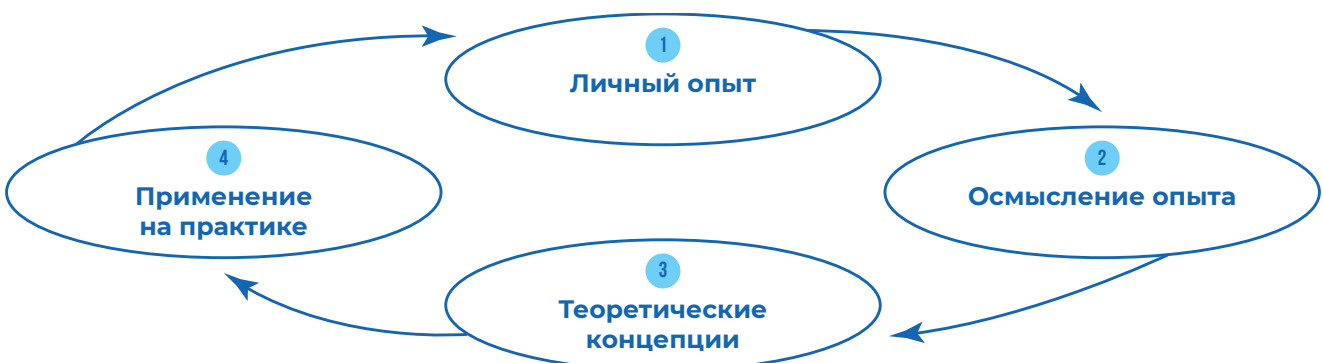 1
Личный опыт
2
Осмысление опыта
3
Теоретические
концепции
4
Применение
на практике